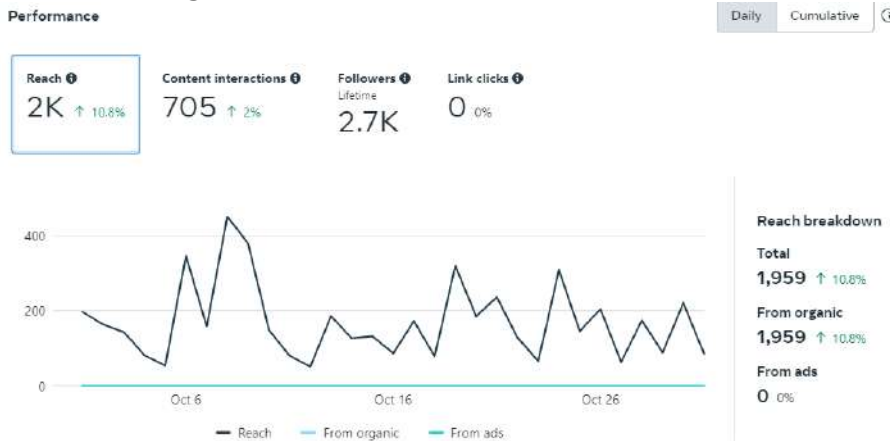 Performance
Daily Cumulative
Reach
2K ↑ 10.8%
Content interactions
705 ↑ 2%
Followers
Lifetime
2.7K
Link clicks
0 0%
400
200
0
Oct 6 Oct 16 Oct 26
Reach From organic From ads
Reach breakdown
Total
1,959 ↑ 10.8%
From organic
1,959 ↑ 10.8%
From ads
0 0%